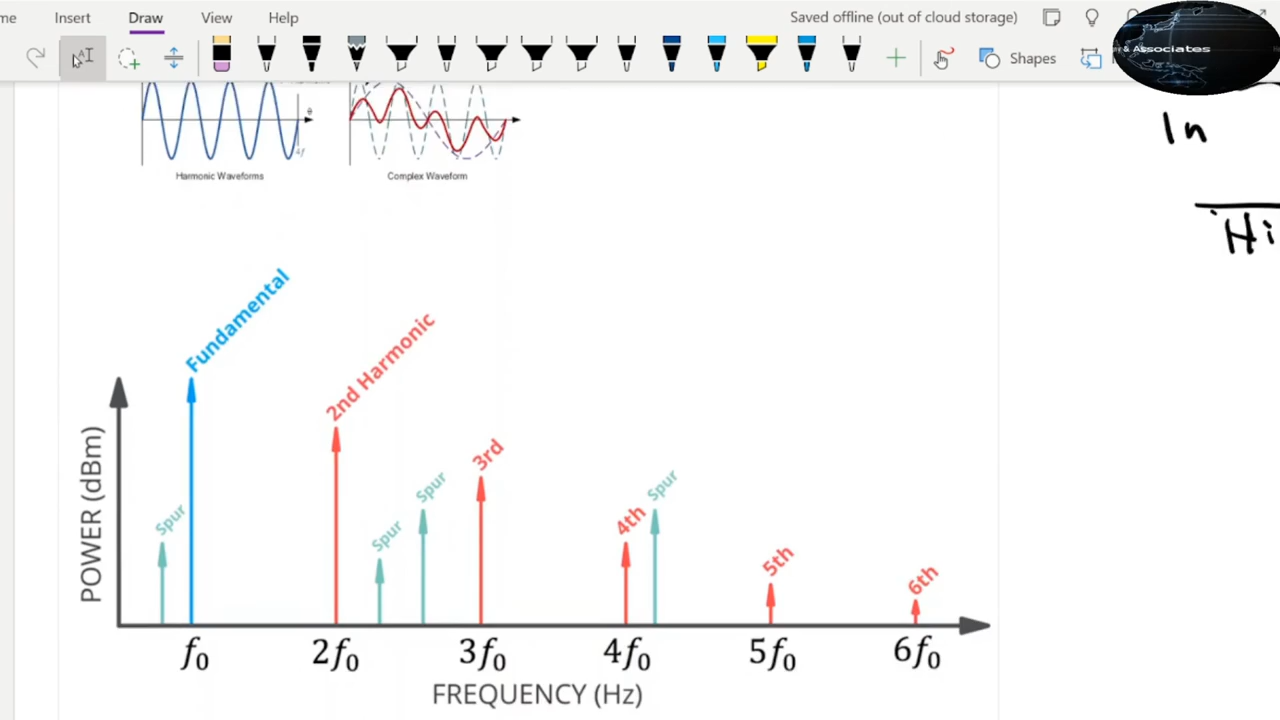 me Insert Draw View Help
Saved offline (out of cloud storage)
Shapes
& Associates
In
Hi
θ
4f
Harmonic Waveforms
Complex Waveform
Fundamental
2nd Harmonic
3rd
4th
5th
6th
Spur
Spur
Spur
Spur
POWER (dBm)
f₀ 2f₀ 3f₀ 4f₀ 5f₀ 6f₀
FREQUENCY (Hz)